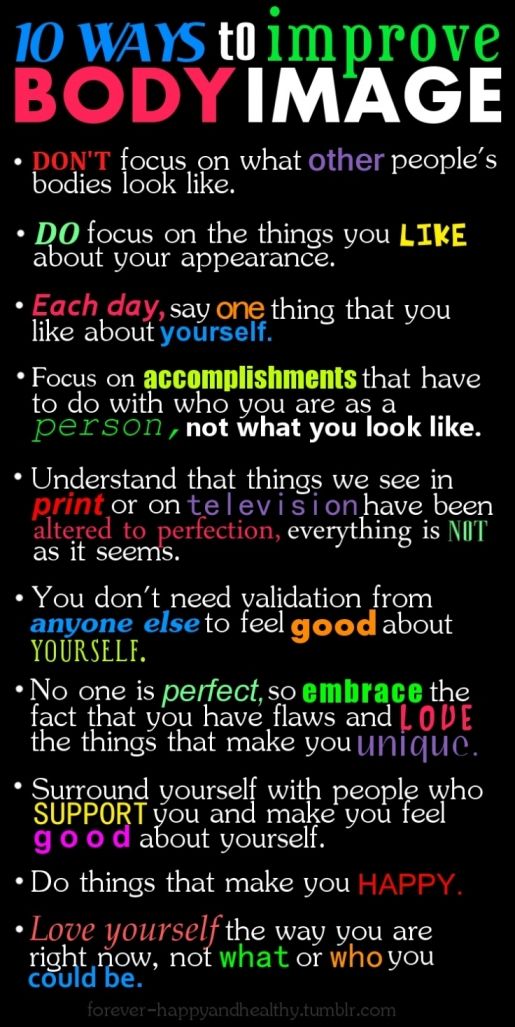 10 WAYS to improve
BODY IMAGE
• DON'T focus on what other people's
bodies look like.
• DO focus on the things you LIKE
about your appearance.
• Each day, say one thing that you
like about yourself.
• Focus on accomplishments that have
to do with who you are as a
person, not what you look like.
• Understand that things we see in
print or on television have been
altered to perfection, everything is NOT
as it seems.
• You don't need validation from
anyone else to feel good about
YOURSELF.
• No one is perfect, so embrace the
fact that you have flaws and LOVE
the things that make you unique.
• Surround yourself with people who
SUPPORT you and make you feel
good about yourself.
• Do things that make you HAPPY.
• Love yourself the way you are
right now, not what or who you
could be.
forever-happyandhealthy.tumblr.com